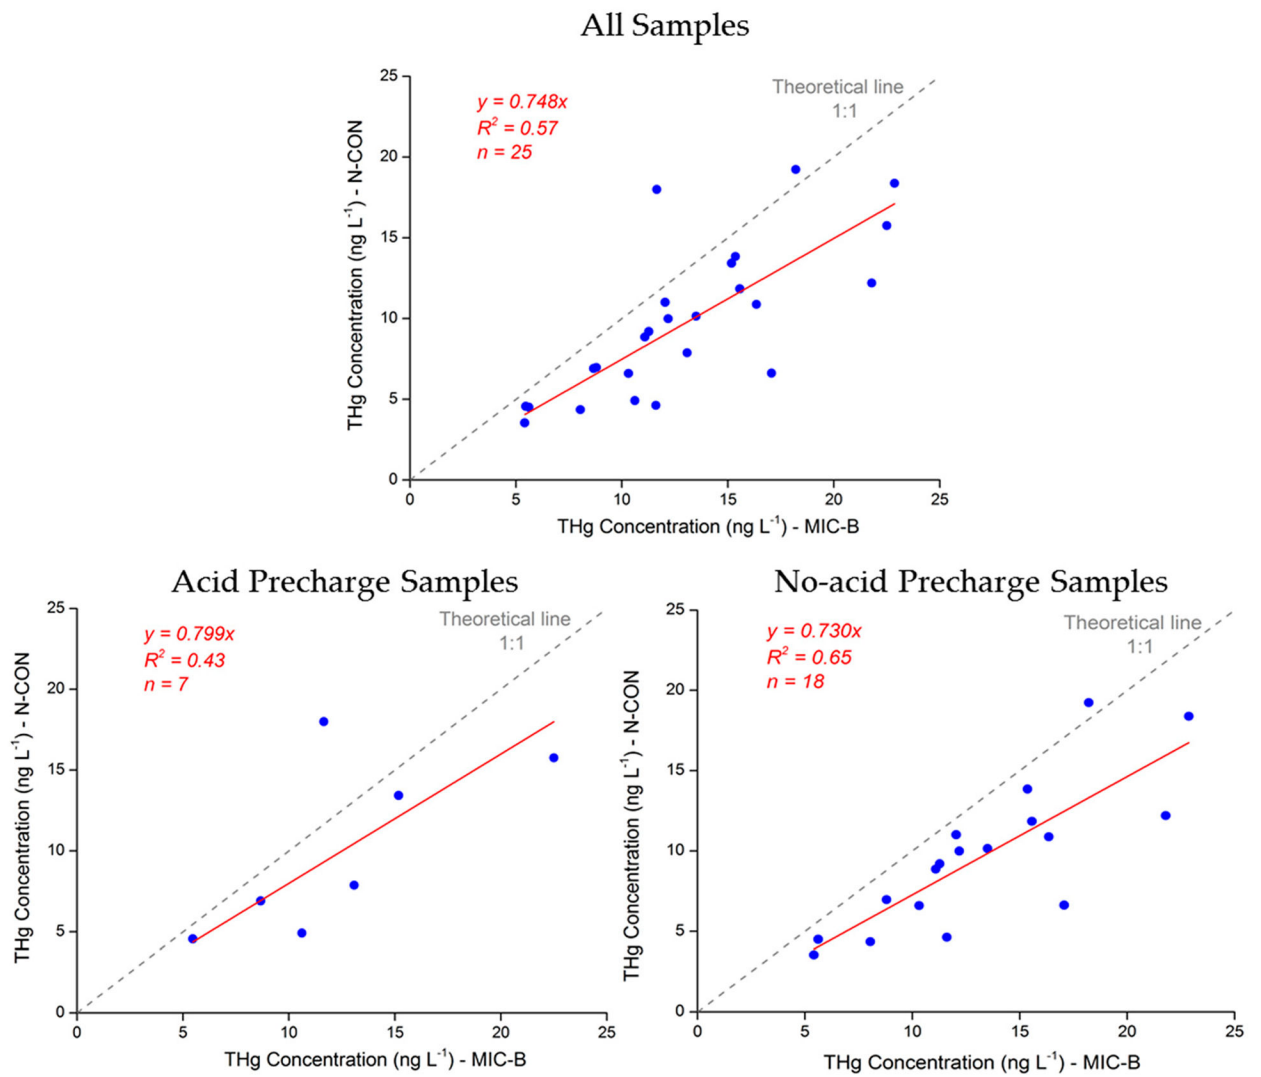 All Samples
25
20
15
10
5
0
THg Concentration (ng L⁻¹) - N-CON
y = 0.748x
R² = 0.57
n = 25
Theoretical line
1:1
0 5 10 15 20 25
THg Concentration (ng L⁻¹) - MIC-B
Acid Precharge Samples
25
20
15
10
5
0
THg Concentration (ng L⁻¹) - N-CON
y = 0.799x
R² = 0.43
n = 7
Theoretical line
1:1
0 5 10 15 20 25
THg Concentration (ng L⁻¹) - MIC-B
No-acid Precharge Samples
25
20
15
10
5
0
THg Concentration (ng L⁻¹) - N-CON
y = 0.730x
R² = 0.65
n = 18
Theoretical line
1:1
0 5 10 15 20 25
THg Concentration (ng L⁻¹) - MIC-B